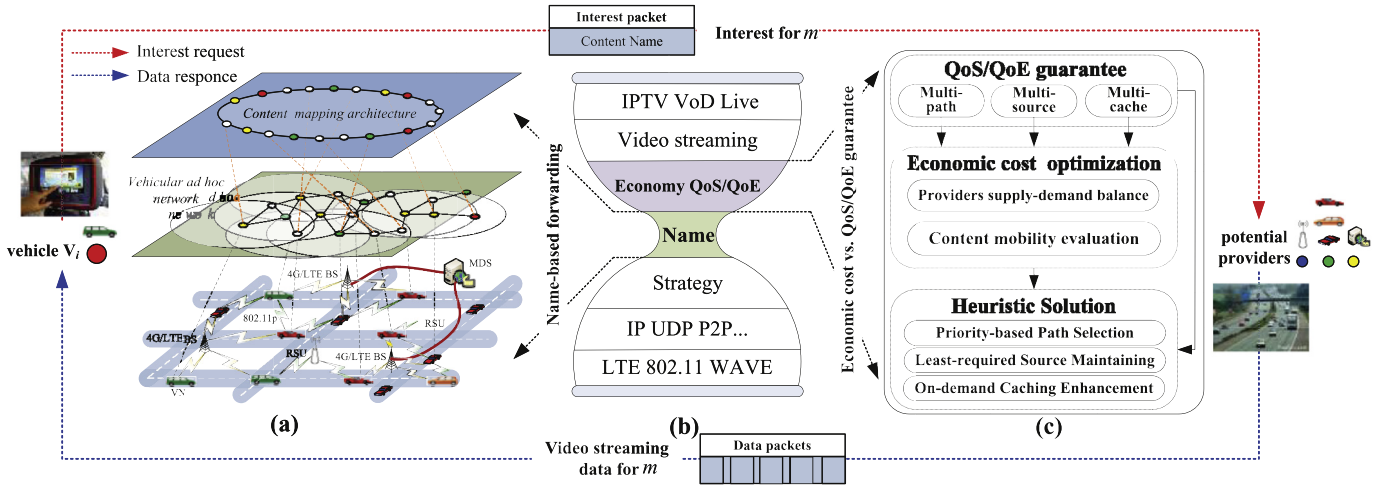 Interest packet
Content Name
Interest for m
Interest request
Data responce
Content mapping architecture
Vehicular ad hoc
network
vehicle Vi
4G/LTE BS
MDS
802.11p
RSU
4G/LTE BS
RSU
4G/LTE BS
VN
(a)
Name-based forwarding
IPTV VoD Live
Video streaming
Economy QoS/QoE
Name
Strategy
IP UDP P2P...
LTE 802.11 WAVE
(b)
Economic cost vs. QoS/QoE guarantee
QoS/QoE guarantee
Multi-
path
Multi-
source
Multi-
cache
Economic cost optimization
Providers supply-demand balance
Content mobility evaluation
Heuristic Solution
Priority-based Path Selection
Least-required Source Maintaining
On-demand Caching Enhancement
(c)
potential
providers
Video streaming
data for m
Data packets